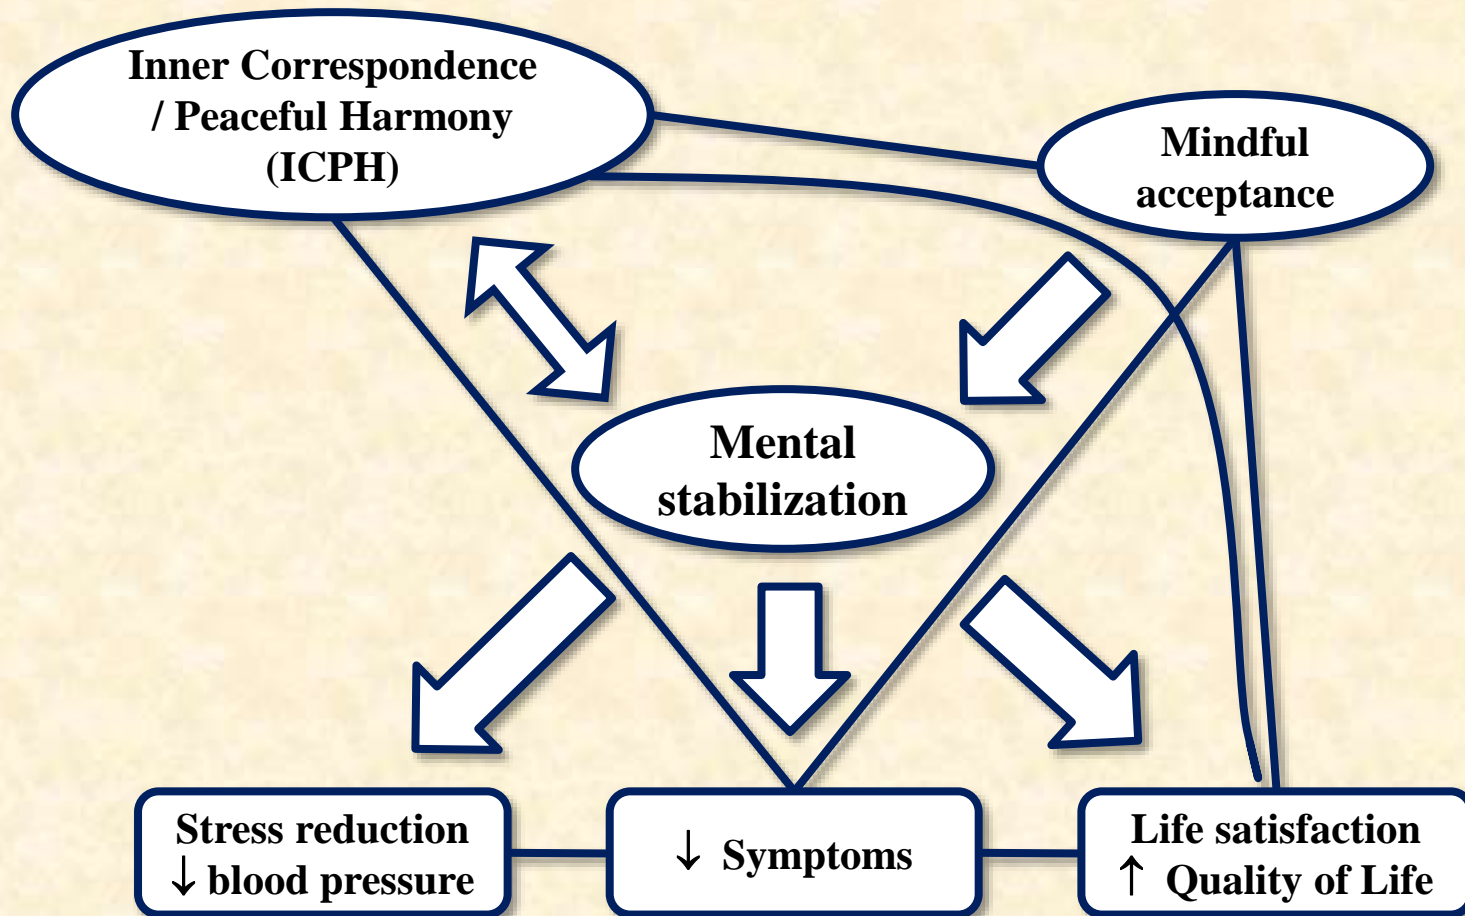 Inner Correspondence
/ Peaceful Harmony
(ICPH)
Mindful
acceptance
Mental
stabilization
Stress reduction
↓ blood pressure
↓ Symptoms
Life satisfaction
↑ Quality of Life